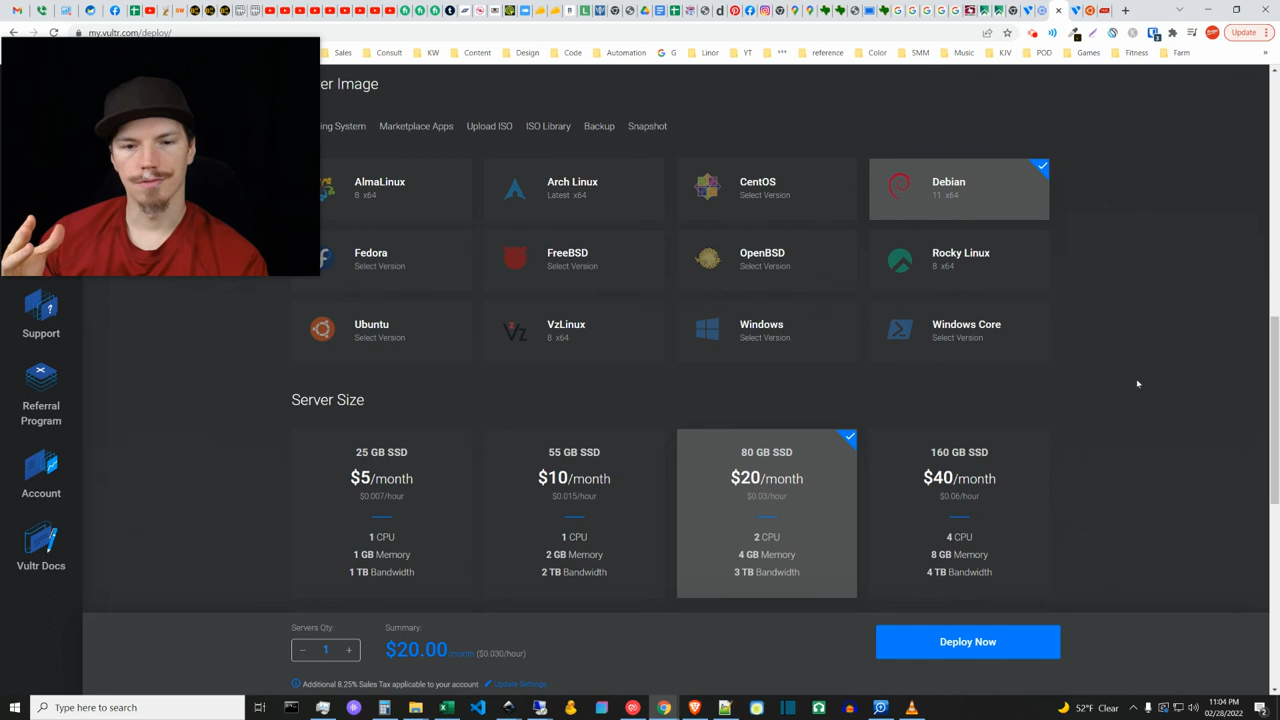 Update
my.vultr.com/deploy/
Sales
Consult
KW
Content
Design
Code
Automation
G
Linor
YT
***
reference
Color
SMM
Music
KJV
POD
Games
Fitness
Farm
»
er Image
ing System
Marketplace Apps
Upload ISO
ISO Library
Backup
Snapshot
AlmaLinux
8 x64
Arch Linux
Latest x64
CentOS
Select Version
Debian
11 x64
Fedora
Select Version
FreeBSD
Select Version
OpenBSD
Select Version
Rocky Linux
8 x64
Ubuntu
Select Version
VzLinux
8 x64
Windows
Select Version
Windows Core
Select Version
Support
Referral
Program
Account
Vultr Docs
Server Size
25 GB SSD
$5/month
$0.007/hour
1 CPU
1 GB Memory
1 TB Bandwidth
55 GB SSD
$10/month
$0.015/hour
1 CPU
2 GB Memory
2 TB Bandwidth
80 GB SSD
$20/month
$0.03/hour
2 CPU
4 GB Memory
3 TB Bandwidth
160 GB SSD
$40/month
$0.06/hour
4 CPU
8 GB Memory
4 TB Bandwidth
Servers Qty:
− 1 +
Summary:
$20.00/month ($0.030/hour)
Deploy Now
Additional 8.25% Sales Tax applicable to your account
Update Settings
Type here to search
52°F Clear
11:04 PM
02/28/2022
2